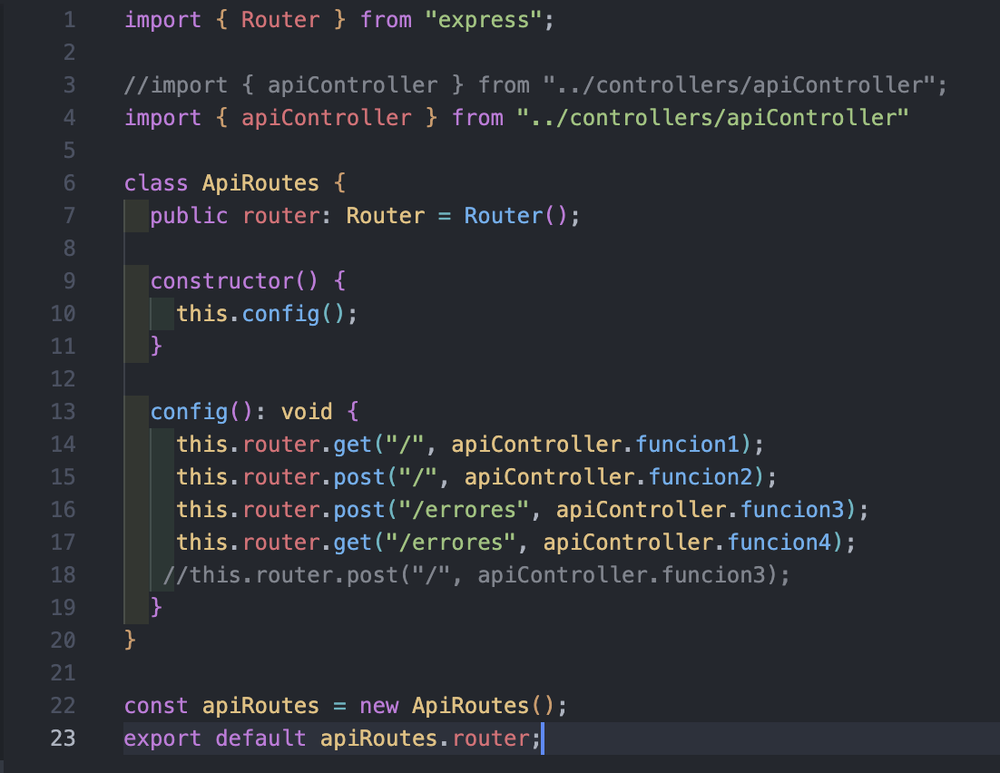 1 import { Router } from "express";
2
3 //import { apiController } from "../controllers/apiController";
4 import { apiController } from "../controllers/apiController"
5
6 class ApiRoutes {
7   public router: Router = Router();
8
9   constructor() {
10     this.config();
11   }
12
13   config(): void {
14     this.router.get("/", apiController.funcion1);
15     this.router.post("/", apiController.funcion2);
16     this.router.post("/errores", apiController.funcion3);
17     this.router.get("/errores", apiController.funcion4);
18    //this.router.post("/", apiController.funcion3);
19   }
20 }
21
22 const apiRoutes = new ApiRoutes();
23 export default apiRoutes.router;